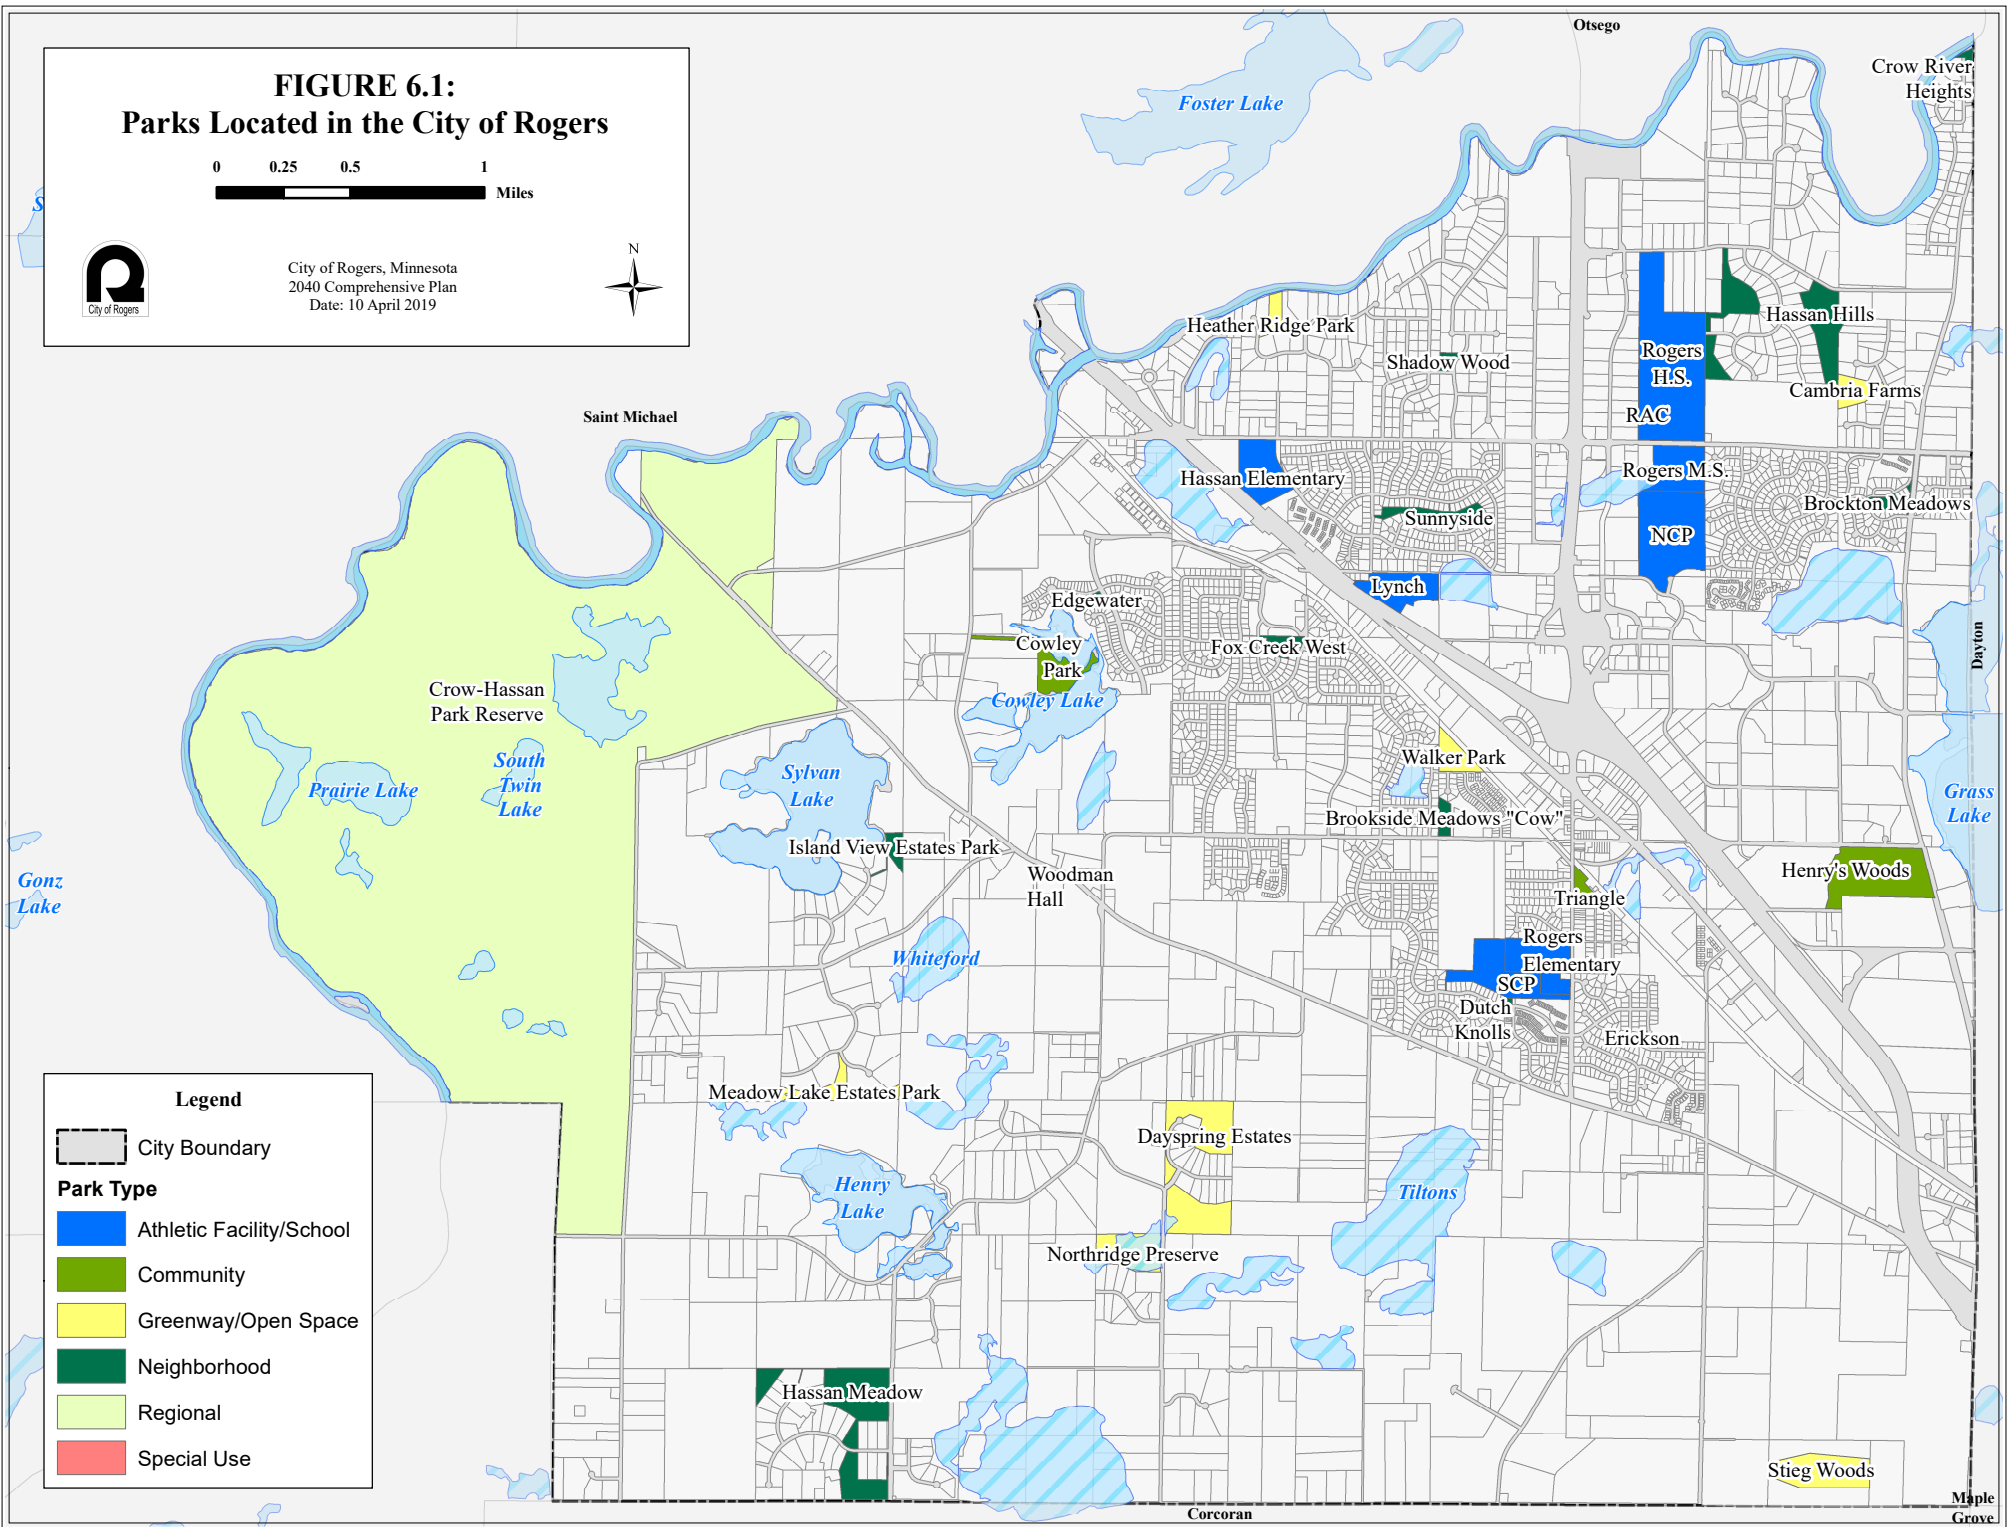 FIGURE 6.1:
Parks Located in the City of Rogers
0 0.25 0.5 1
Miles
City of Rogers
City of Rogers, Minnesota
2040 Comprehensive Plan
Date: 10 April 2019
N
Otsego
Crow River
Heights
Foster Lake
S
Heather Ridge Park
Hassan Hills
Shadow Wood
Rogers
H.S.
Cambria Farms
RAC
Saint Michael
Hassan Elementary
Rogers M.S.
Brockton Meadows
Sunnyside
NCP
Lynch
Edgewater
Cowley
Park
Fox Creek West
Dayton
Crow-Hassan
Park Reserve
Cowley Lake
South
Twin
Lake
Prairie Lake
Sylvan
Lake
Walker Park
Grass
Lake
Brookside Meadows "Cow"
Island View Estates Park
Woodman
Hall
Henry's Woods
Gonz
Lake
Triangle
Whiteford
Rogers
Elementary
SCP
Dutch
Knolls
Erickson
Meadow Lake Estates Park
Dayspring Estates
Henry
Lake
Tiltons
Northridge Preserve
Hassan Meadow
Stieg Woods
Maple
Grove
Corcoran
Legend
City Boundary
Park Type
Athletic Facility/School
Community
Greenway/Open Space
Neighborhood
Regional
Special Use